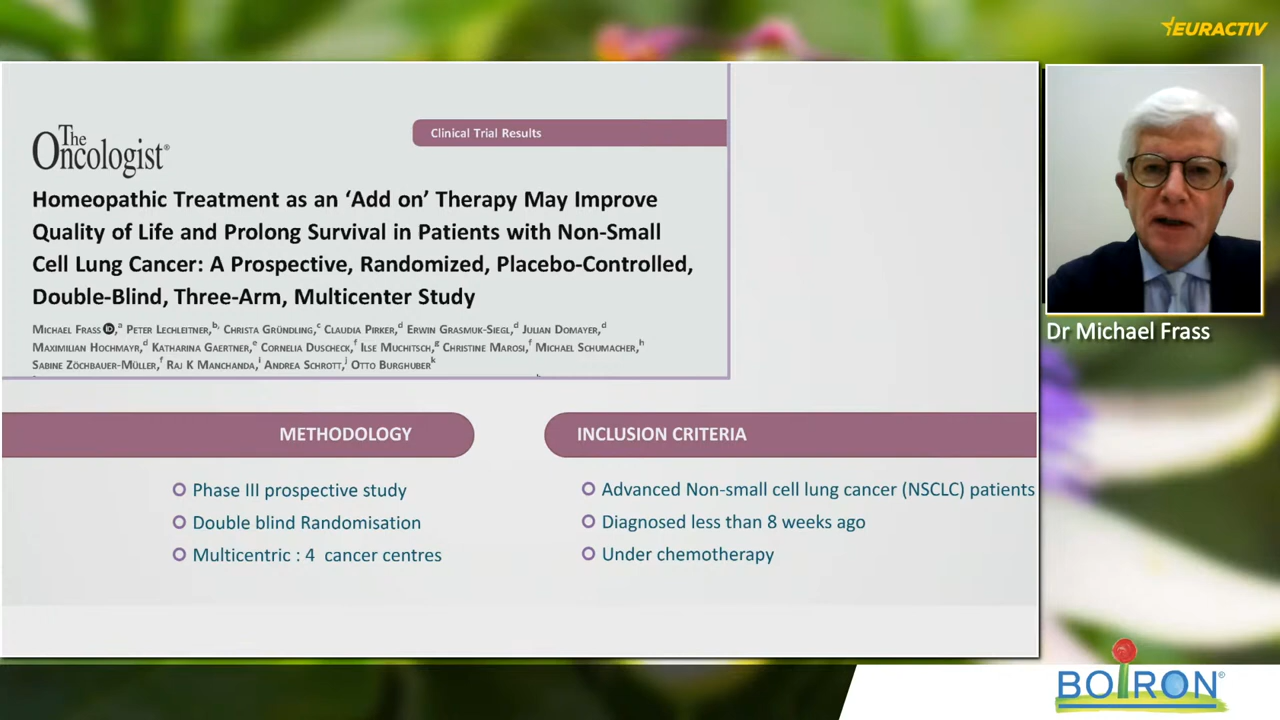 EURACTIV
The
Oncologist®
Clinical Trial Results
Homeopathic Treatment as an ‘Add on’ Therapy May Improve
Quality of Life and Prolong Survival in Patients with Non-Small
Cell Lung Cancer: A Prospective, Randomized, Placebo-Controlled,
Double-Blind, Three-Arm, Multicenter Study
Michael Frass iD,a Peter Lechleitner,b, Christa Gründling,c Claudia Pirker,d Erwin Grasmuk-Siegl,d Julian Domayer,d
Maximilian Hochmayr,d Katharina Gaertner,e Cornelia Duscheck,f Ilse Muchitsch,g Christine Marosi,f Michael Schumacher,h
Sabine Zöchbauer-Müller,f Raj K Manchanda,i Andrea Schrott,j Otto Burghuberk
METHODOLOGY
Phase III prospective study
Double blind Randomisation
Multicentric : 4 cancer centres
INCLUSION CRITERIA
Advanced Non-small cell lung cancer (NSCLC) patients
Diagnosed less than 8 weeks ago
Under chemotherapy
Dr Michael Frass
BOIRON®